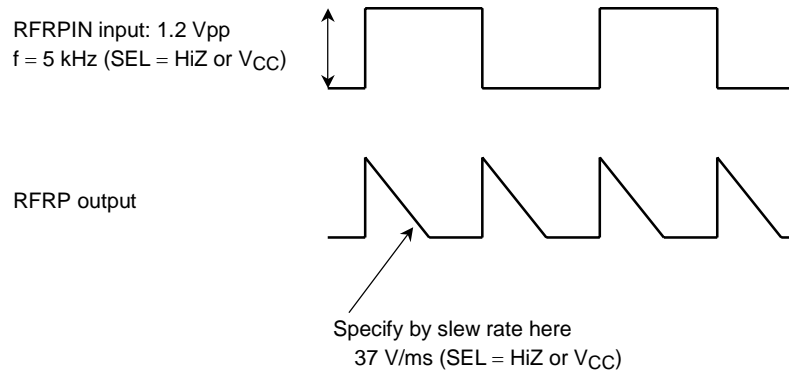 RFRPIN input: 1.2 Vpp
f = 5 kHz (SEL = HiZ or VCC)
RFRP output
Specify by slew rate here
37 V/ms (SEL = HiZ or VCC)